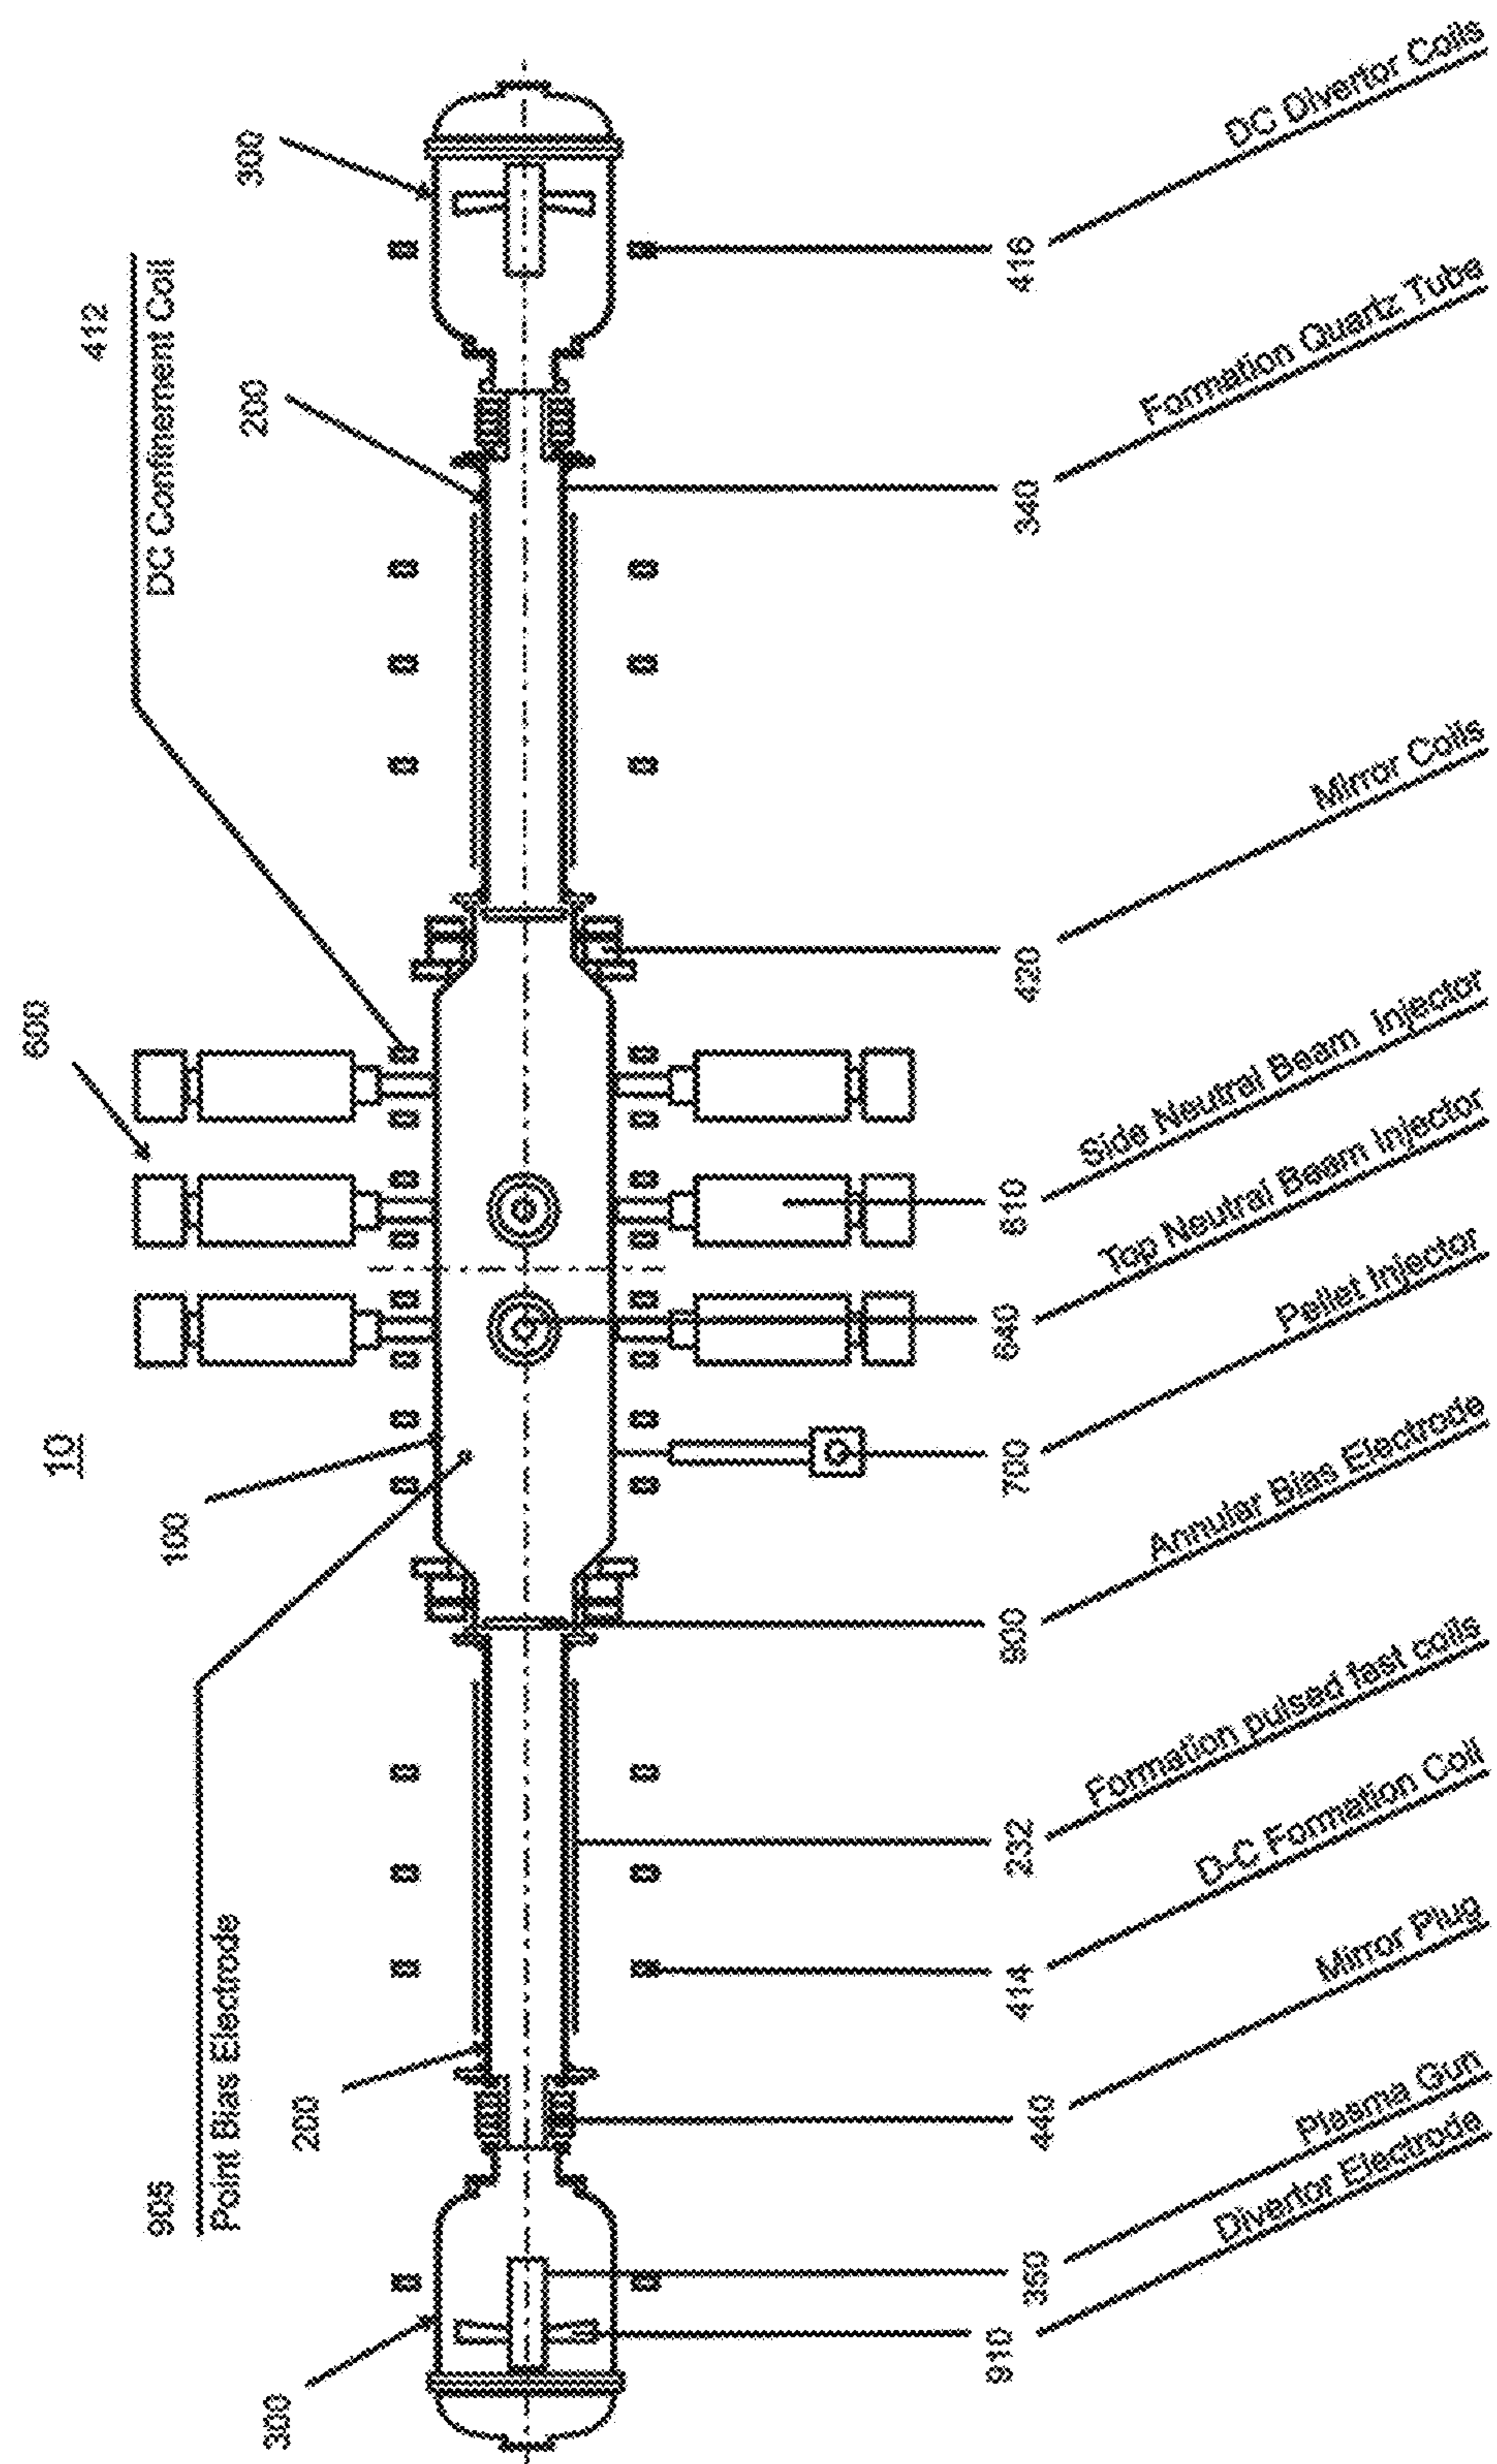 10
600
905
Point Bias Electrode
412
DC Confinement Coil
300
200
100
200
300
910
Divertor Electrode
350
Plasma Gun
440
Mirror Plug
414
D-C Formation Coil
232
Formation pulsed fast coils
900
Annular Bias Electrode
700
Pellet Injector
640
Top Neutral Beam Injector
610
Side Neutral Beam Injector
420
Mirror Coils
340
Formation Quartz Tube
416
DC Divertor Coils